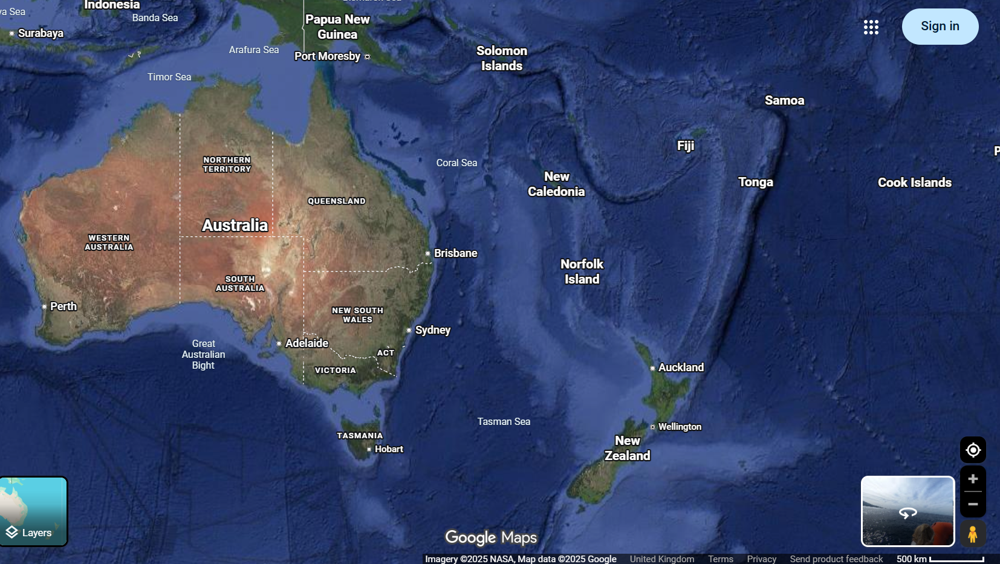 Indonesia
Banda Sea
Surabaya
Papua New
Guinea
Arafura Sea
Port Moresby
Solomon
Islands
Sign in
Timor Sea
Samoa
Fiji
NORTHERN
TERRITORY
Coral Sea
New
Caledonia
Tonga
Cook Islands
QUEENSLAND
Australia
WESTERN
AUSTRALIA
Brisbane
Norfolk
Island
SOUTH
AUSTRALIA
Perth
NEW SOUTH
WALES
Sydney
Great
Australian
Bight
Adelaide
ACT
VICTORIA
Auckland
Tasman Sea
Wellington
TASMANIA
Hobart
New
Zealand
Layers
Google Maps
Imagery ©2025 NASA, Map data ©2025 Google United Kingdom Terms Privacy Send product feedback 500 km